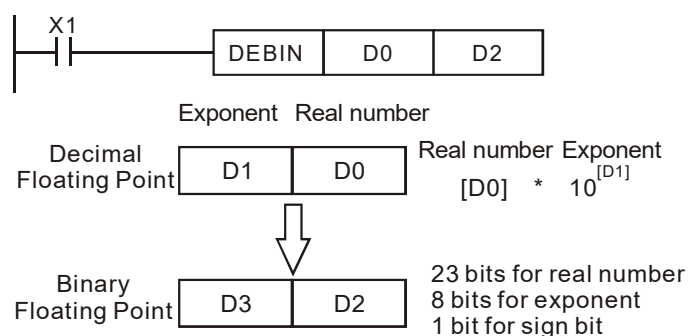 X1
DEBIN D0 D2
Exponent Real number
Decimal
Floating Point
D1 D0
Real number Exponent
[D0] * 10[D1]
Binary
Floating Point
D3 D2
23 bits for real number
8 bits for exponent
1 bit for sign bit